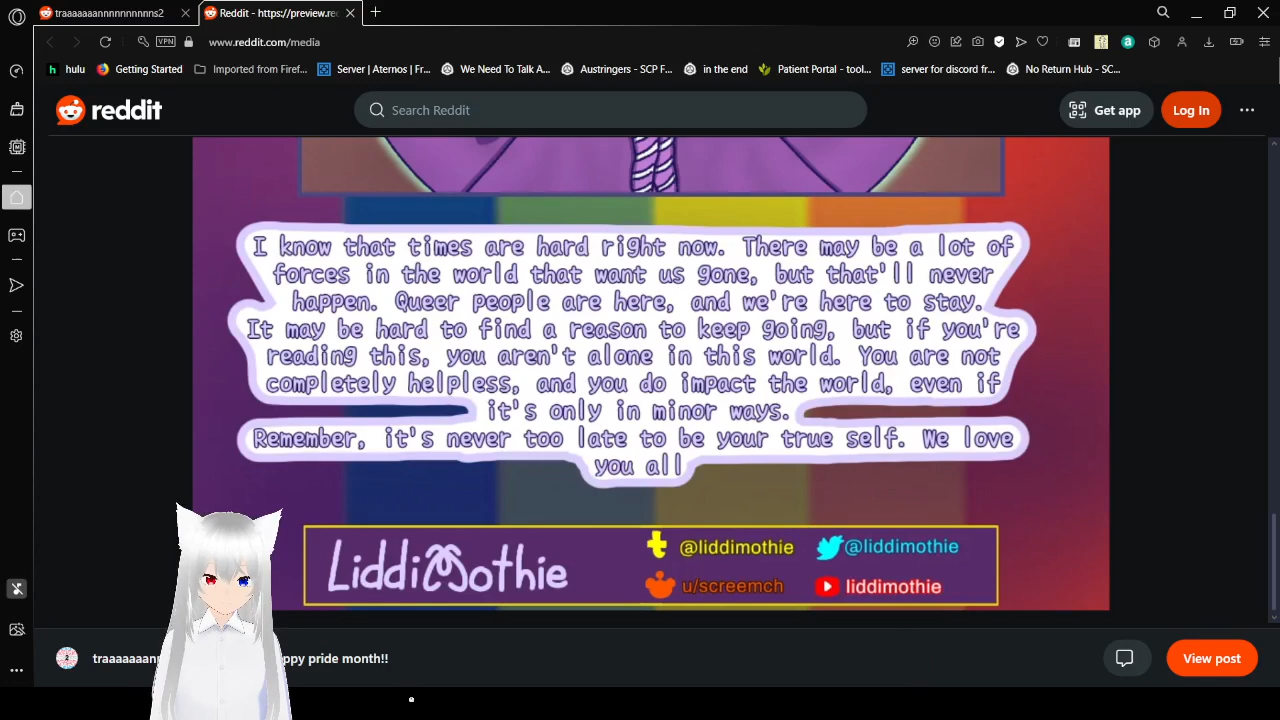 traaaaaaannnnnnnnnns2
Reddit - https://preview.re
VPN
www.reddit.com/media
hulu
Getting Started
Imported from Firef...
Server | Aternos | Fr...
We Need To Talk A...
Austringers - SCP F...
in the end
Patient Portal - tool...
server for discord fr...
No Return Hub - SC...
reddit
Search Reddit
Get app
Log In
I know that times are hard right now. There may be a lot of
forces in the world that want us gone, but that'll never
happen. Queer people are here, and we're here to stay.
It may be hard to find a reason to keep going, but if you're
reading this, you aren't alone in this world. You are not
completely helpless, and you do impact the world, even if
it's only in minor ways.
Remember, it's never too late to be your true self. We love
you all
LiddiMothie
@liddimothie
@liddimothie
u/screemch
liddimothie
ppy pride month!!
View post